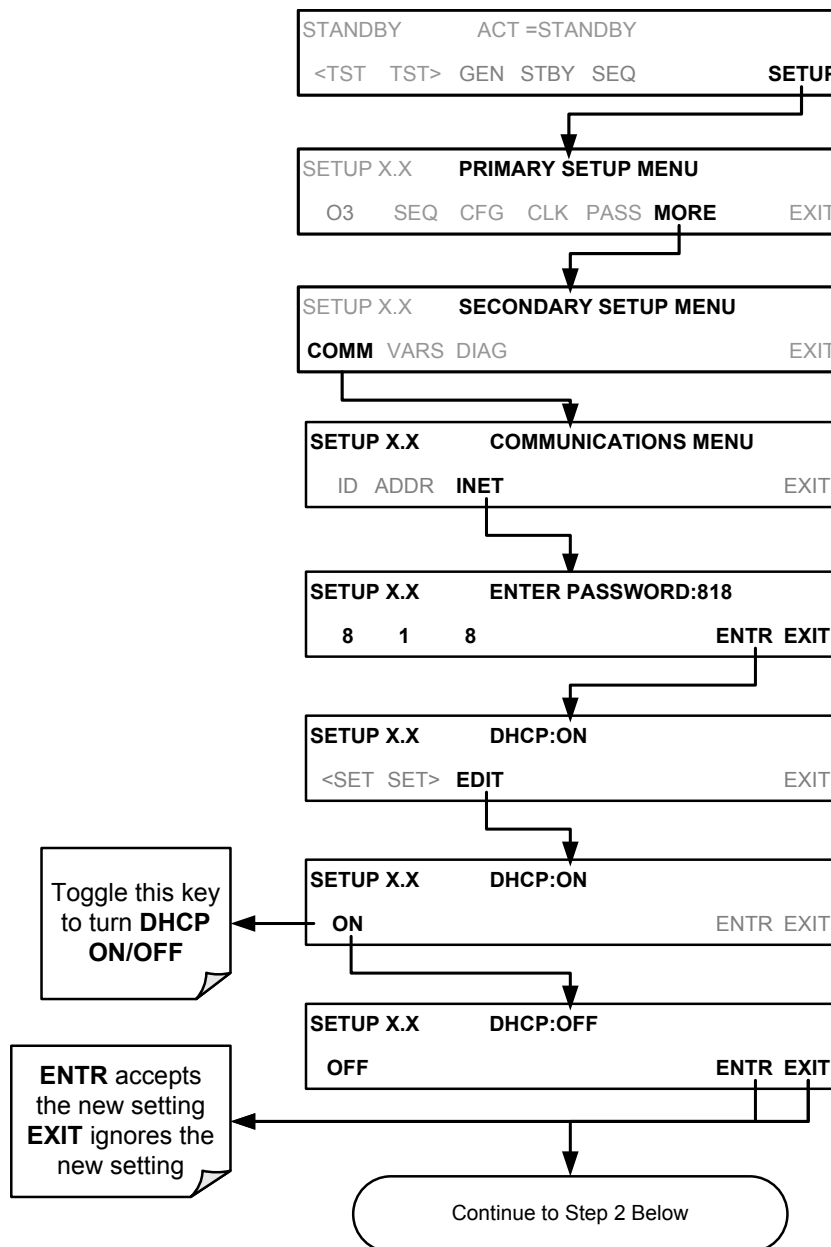 STANDBY ACT =STANDBY
<TST TST> GEN STBY SEQ SETUP
SETUP X.X PRIMARY SETUP MENU
O3 SEQ CFG CLK PASS MORE EXIT
SETUP X.X SECONDARY SETUP MENU
COMM VARS DIAG EXIT
SETUP X.X COMMUNICATIONS MENU
ID ADDR INET EXIT
SETUP X.X ENTER PASSWORD:818
8 1 8 ENTR EXIT
SETUP X.X DHCP:ON
<SET SET> EDIT EXIT
Toggle this key
to turn DHCP
ON/OFF
SETUP X.X DHCP:ON
ON ENTR EXIT
SETUP X.X DHCP:OFF
OFF ENTR EXIT
ENTR accepts
the new setting
EXIT ignores the
new setting
Continue to Step 2 Below